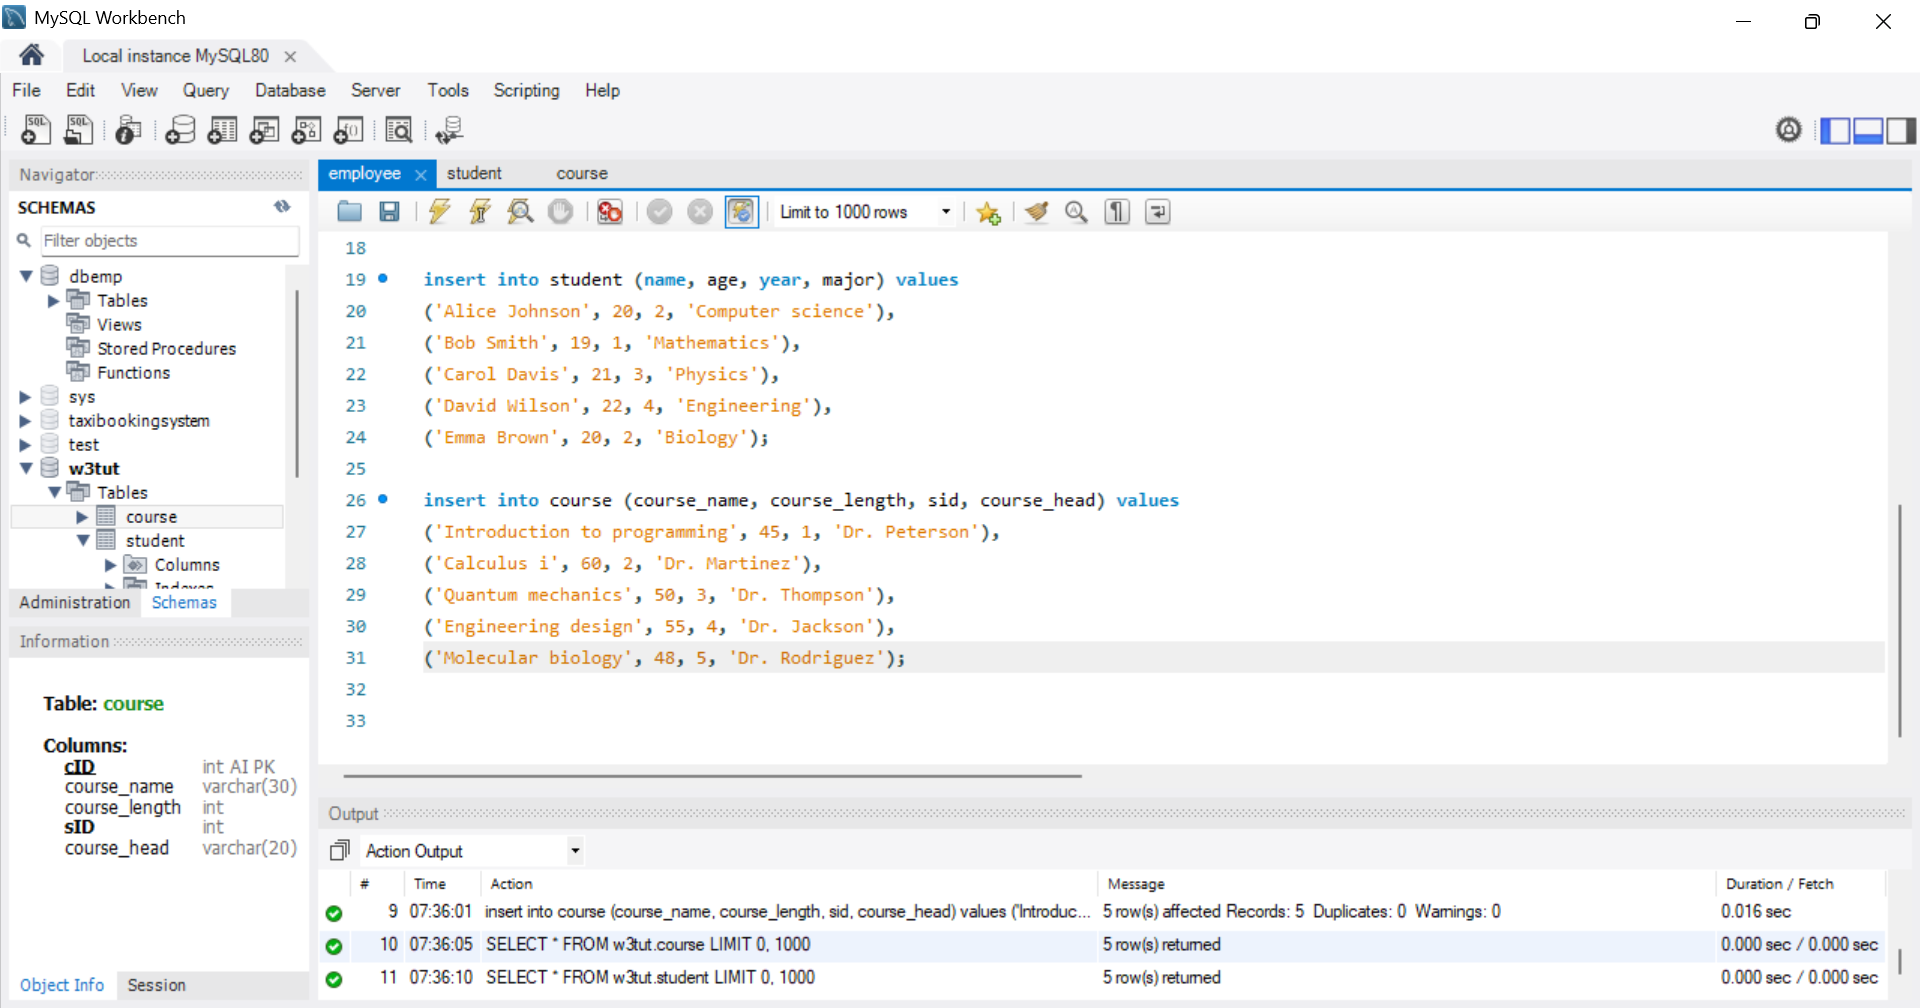 MySQL Workbench
Local instance MySQL80
File Edit View Query Database Server Tools Scripting Help
Navigator
SCHEMAS
Filter objects
dbemp
Tables
Views
Stored Procedures
Functions
sys
taxibookingsystem
test
w3tut
Tables
course
student
Columns
Indexes
Administration Schemas
Information
Table: course
Columns:
cID int AI PK
course_name varchar(30)
course_length int
sID int
course_head varchar(20)
Object Info Session
employee student course
Limit to 1000 rows
18
19 insert into student (name, age, year, major) values
20 ('Alice Johnson', 20, 2, 'Computer science'),
21 ('Bob Smith', 19, 1, 'Mathematics'),
22 ('Carol Davis', 21, 3, 'Physics'),
23 ('David Wilson', 22, 4, 'Engineering'),
24 ('Emma Brown', 20, 2, 'Biology');
25
26 insert into course (course_name, course_length, sid, course_head) values
27 ('Introduction to programming', 45, 1, 'Dr. Peterson'),
28 ('Calculus i', 60, 2, 'Dr. Martinez'),
29 ('Quantum mechanics', 50, 3, 'Dr. Thompson'),
30 ('Engineering design', 55, 4, 'Dr. Jackson'),
31 ('Molecular biology', 48, 5, 'Dr. Rodriguez');
32
33
Output
Action Output
# Time Action Message Duration / Fetch
9 07:36:01 insert into course (course_name, course_length, sid, course_head) values ('Introduc... 5 row(s) affected Records: 5 Duplicates: 0 Warnings: 0 0.016 sec
10 07:36:05 SELECT * FROM w3tut.course LIMIT 0, 1000 5 row(s) returned 0.000 sec / 0.000 sec
11 07:36:10 SELECT * FROM w3tut.student LIMIT 0, 1000 5 row(s) returned 0.000 sec / 0.000 sec